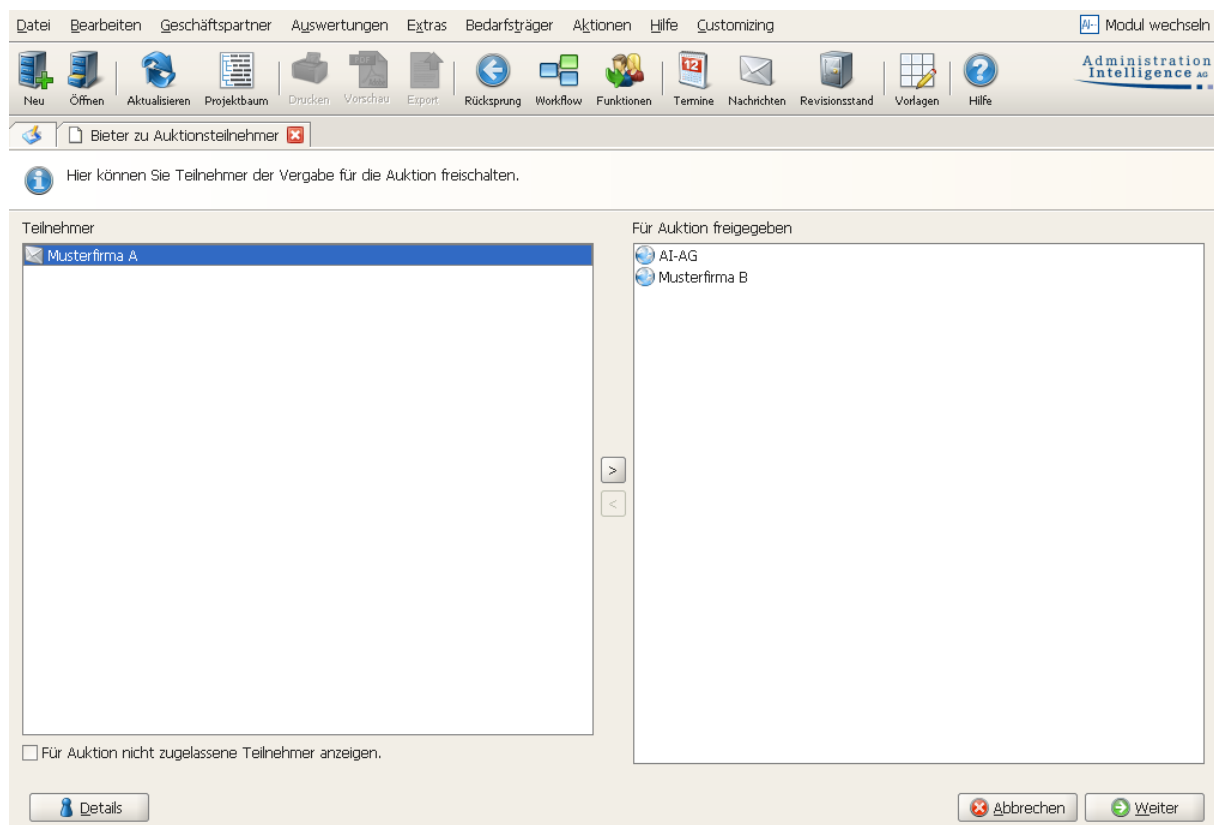 Datei Bearbeiten Geschäftspartner Auswertungen Extras Bedarfsträger Aktionen Hilfe Customizing AI Modul wechseln
Neu Öffnen Aktualisieren Projektbaum Drucken Vorschau Export Rücksprung Workflow Funktionen Termine Nachrichten Revisionsstand Vorlagen Hilfe
PDF
12
Administration
Intelligence AG
Bieter zu Auktionsteilnehmer
Hier können Sie Teilnehmer der Vergabe für die Auktion freischalten.
Teilnehmer
Musterfirma A
Für Auktion freigegeben
AI-AG
Musterfirma B
>
<
Für Auktion nicht zugelassene Teilnehmer anzeigen.
Details Abbrechen Weiter